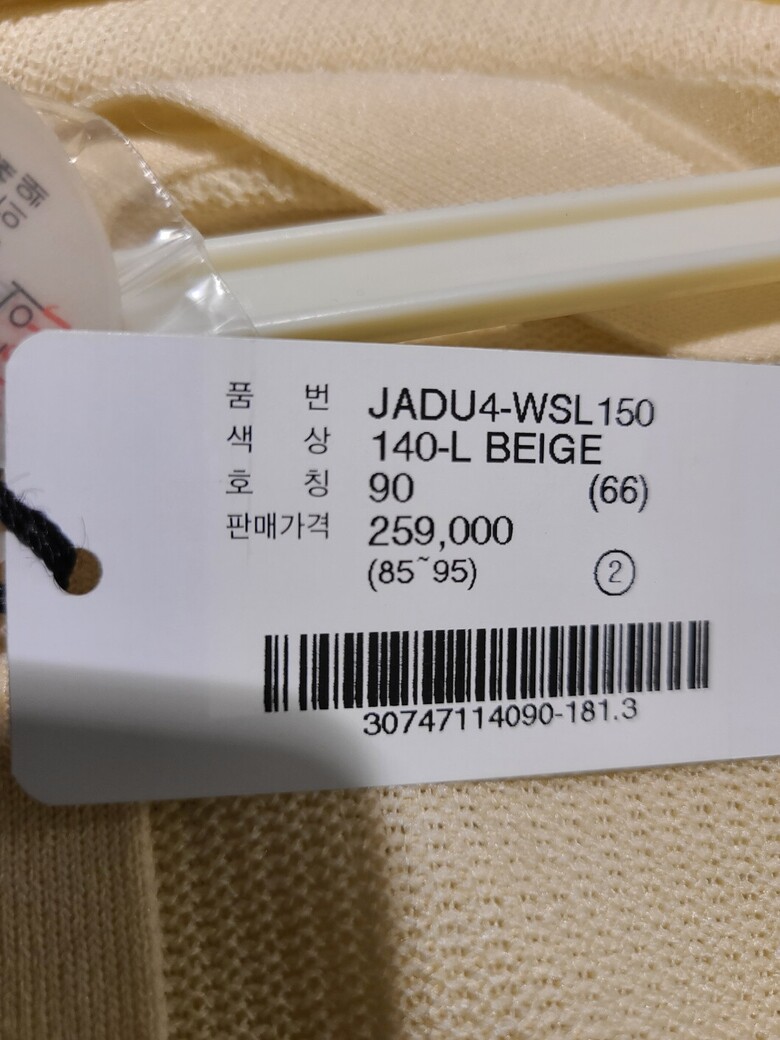 품 번 JADU4-WSL150
색 상 140-L BEIGE
호 칭 90 (66)
판매가격 259,000
(85~95) ②
30747114090-181.3